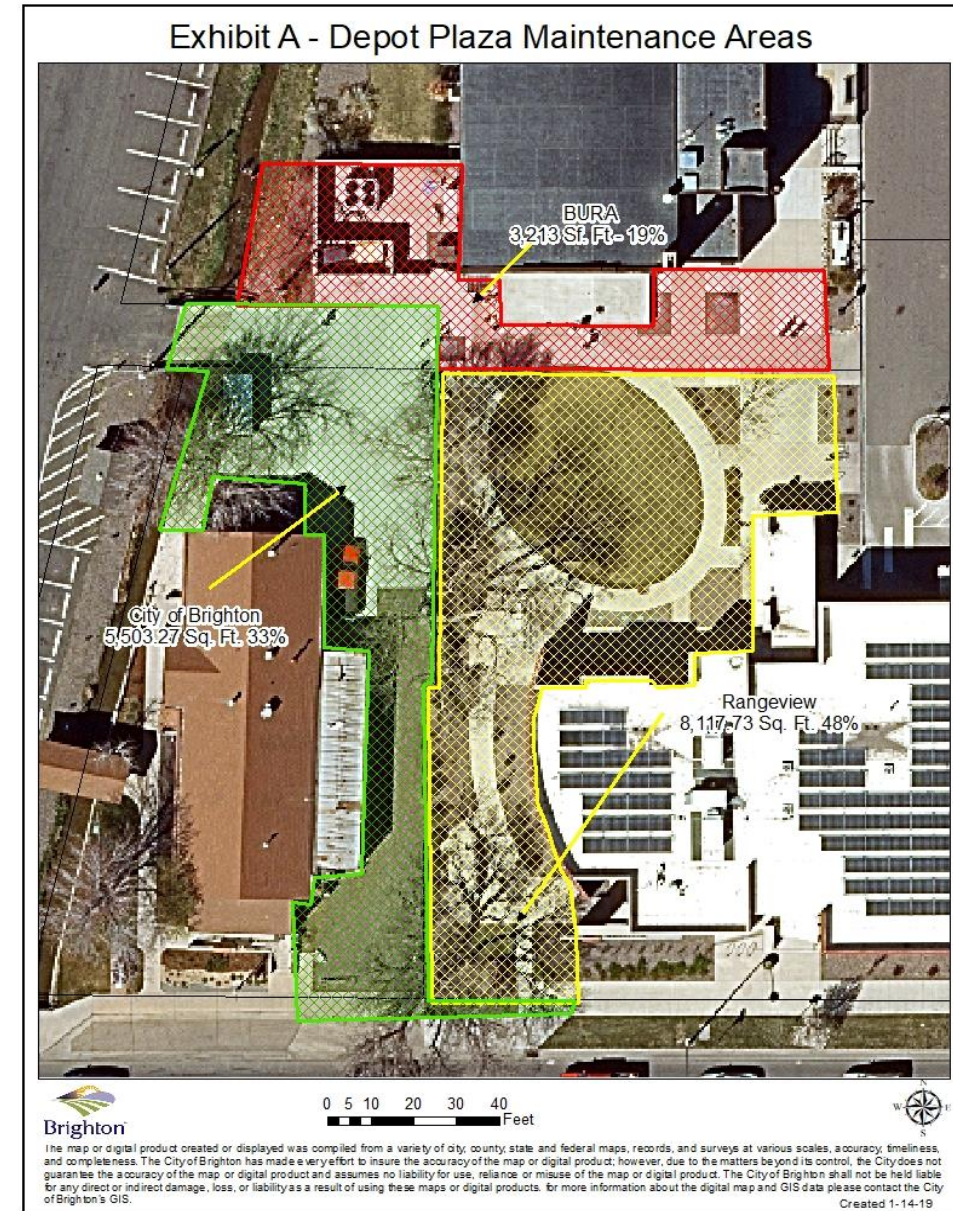 Exhibit A - Depot Plaza Maintenance Areas
BURA
3,213 Sf. Ft - 19%
City of Brighton
5,503.27 Sq. Ft. 33%
Rangeview
8,117.73 Sq. Ft. 48%
Brighton
0 5 10 20 30 40
Feet
N
W E
S
The map or digital product created or displayed was compiled from a variety of city, county, state and federal maps, records, and surveys at various scales, accuracy, timeliness,
and completeness. The City of Brighton has made every effort to insure the accuracy of the map or digital product; however, due to the matters beyond its control, the City does not
guarantee the accuracy of the map or digital product and assumes no liability for use, reliance or misuse of the map or digital product. The City of Brighton shall not be held liable
for any direct or indirect damage, loss, or liability as a result of using these maps or digital products. for more information about the digital map and GIS data please contact the City
of Brighton's GIS.
Created 1-14-19